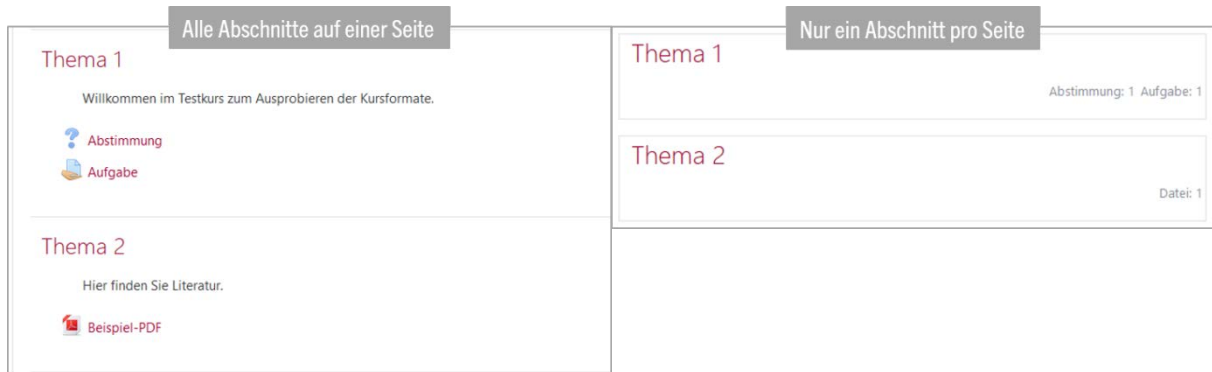 Alle Abschnitte auf einer Seite
Thema 1
Willkommen im Testkurs zum Ausprobieren der Kursformate.
Abstimmung
Aufgabe
Thema 2
Hier finden Sie Literatur.
Beispiel-PDF
Nur ein Abschnitt pro Seite
Thema 1
Abstimmung: 1 Aufgabe: 1
Thema 2
Datei: 1